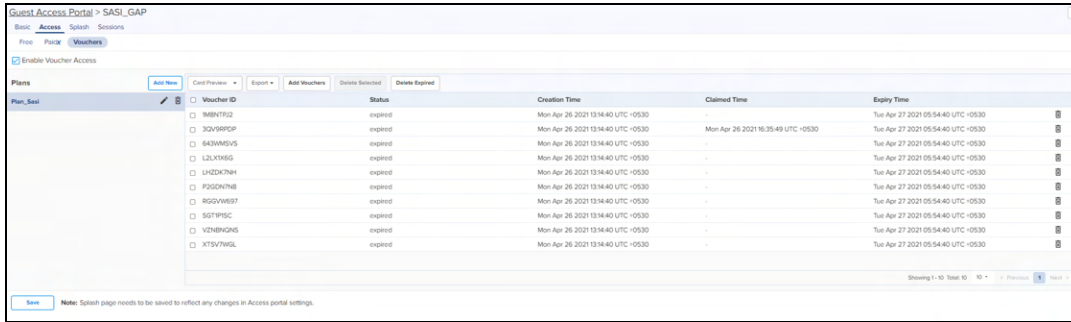 Guest Access Portal > SASI_GAP
Basic Access Splash Sessions
Free Paid Vouchers
Enable Voucher Access
Plans Add New Card Preview Export Add Vouchers Delete Selected Delete Expired
Plan_Sasi Voucher ID Status Creation Time Claimed Time Expiry Time
1M8NTPJ2 expired Mon Apr 26 2021 13:14:40 UTC +0530 - Tue Apr 27 2021 05:54:40 UTC +0530
3QV9RPDP expired Mon Apr 26 2021 13:14:40 UTC +0530 Mon Apr 26 2021 16:35:49 UTC +0530 Tue Apr 27 2021 05:54:40 UTC +0530
643WMSVS expired Mon Apr 26 2021 13:14:40 UTC +0530 - Tue Apr 27 2021 05:54:40 UTC +0530
L2LX1X6G expired Mon Apr 26 2021 13:14:40 UTC +0530 - Tue Apr 27 2021 05:54:40 UTC +0530
LHZDK7NH expired Mon Apr 26 2021 13:14:40 UTC +0530 - Tue Apr 27 2021 05:54:40 UTC +0530
P2GDN7N8 expired Mon Apr 26 2021 13:14:40 UTC +0530 - Tue Apr 27 2021 05:54:40 UTC +0530
RGGVW697 expired Mon Apr 26 2021 13:14:40 UTC +0530 - Tue Apr 27 2021 05:54:40 UTC +0530
SGT1P1SC expired Mon Apr 26 2021 13:14:40 UTC +0530 - Tue Apr 27 2021 05:54:40 UTC +0530
VZNBNQNS expired Mon Apr 26 2021 13:14:40 UTC +0530 - Tue Apr 27 2021 05:54:40 UTC +0530
XTSV7WGL expired Mon Apr 26 2021 13:14:40 UTC +0530 - Tue Apr 27 2021 05:54:40 UTC +0530
Showing 1 - 10 Total: 10 10 < Previous 1 Next >
Save Note: Splash page needs to be saved to reflect any changes in Access portal settings.